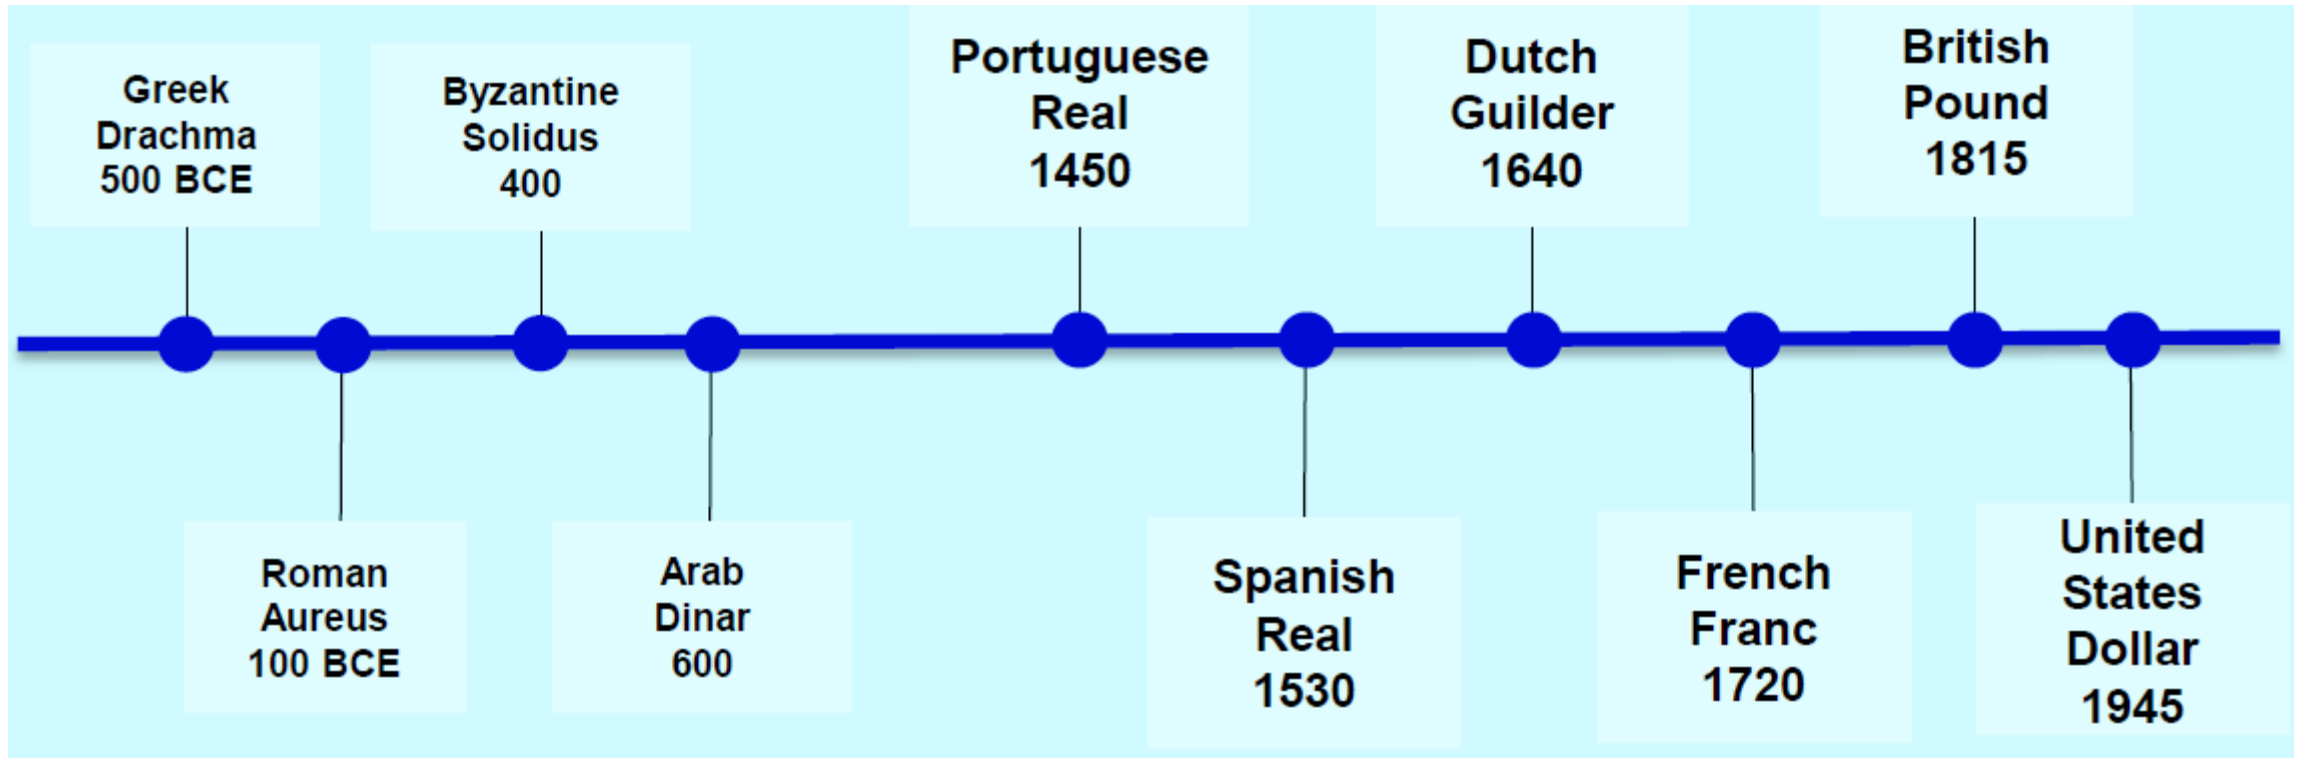 Greek
Drachma
500 BCE
Roman
Aureus
100 BCE
Byzantine
Solidus
400
Arab
Dinar
600
Portuguese
Real
1450
Spanish
Real
1530
Dutch
Guilder
1640
French
Franc
1720
British
Pound
1815
United
States
Dollar
1945